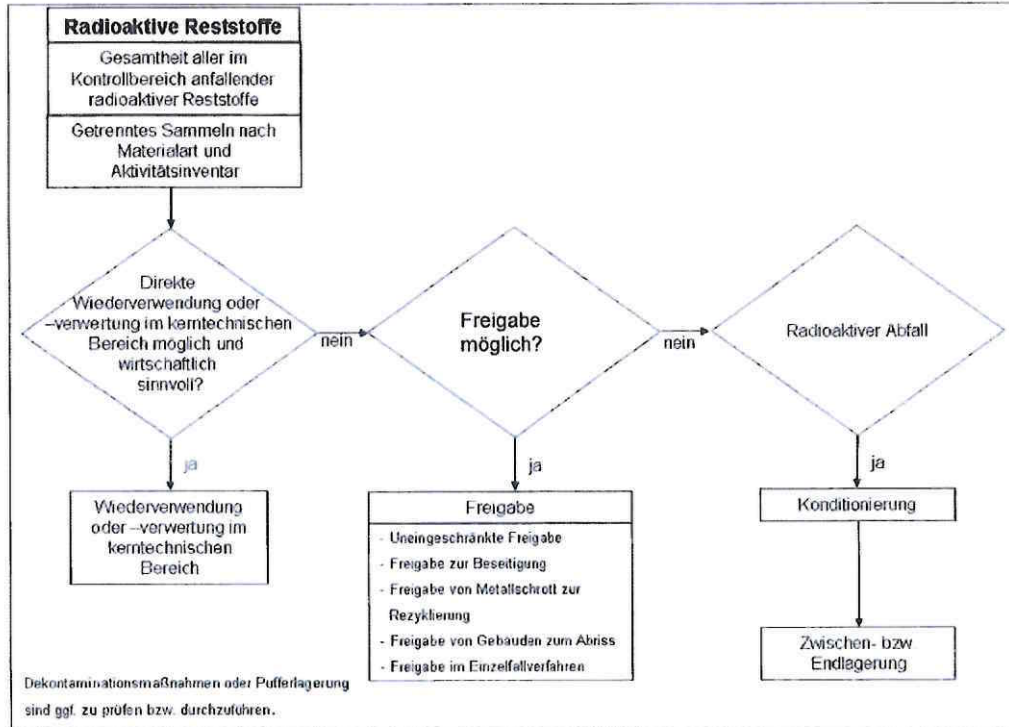 Radioaktive Reststoffe
Gesamtheit aller im
Kontrollbereich anfallender
radioaktiver Reststoffe
Getrenntes Sammeln nach
Materialart und
Aktivitätsinventar
Direkte
Wiederverwendung oder
–verwertung im kerntechnischen
Bereich möglich und
wirtschaftlich
sinnvoll?
nein
ja
Wiederverwendung
oder –verwertung im
kerntechnischen
Bereich
Freigabe
möglich?
nein
ja
Freigabe
- Uneingeschränkte Freigabe
- Freigabe zur Beseitigung
- Freigabe von Metallschrott zur
Rezyklierung
- Freigabe von Gebäuden zum Abriss
- Freigabe im Einzelfallverfahren
Radioaktiver Abfall
ja
Konditionierung
Zwischen- bzw
Endlagerung
Dekontaminationsmaßnahmen oder Pufferlagerung
sind ggf. zu prüfen bzw. durchzuführen.